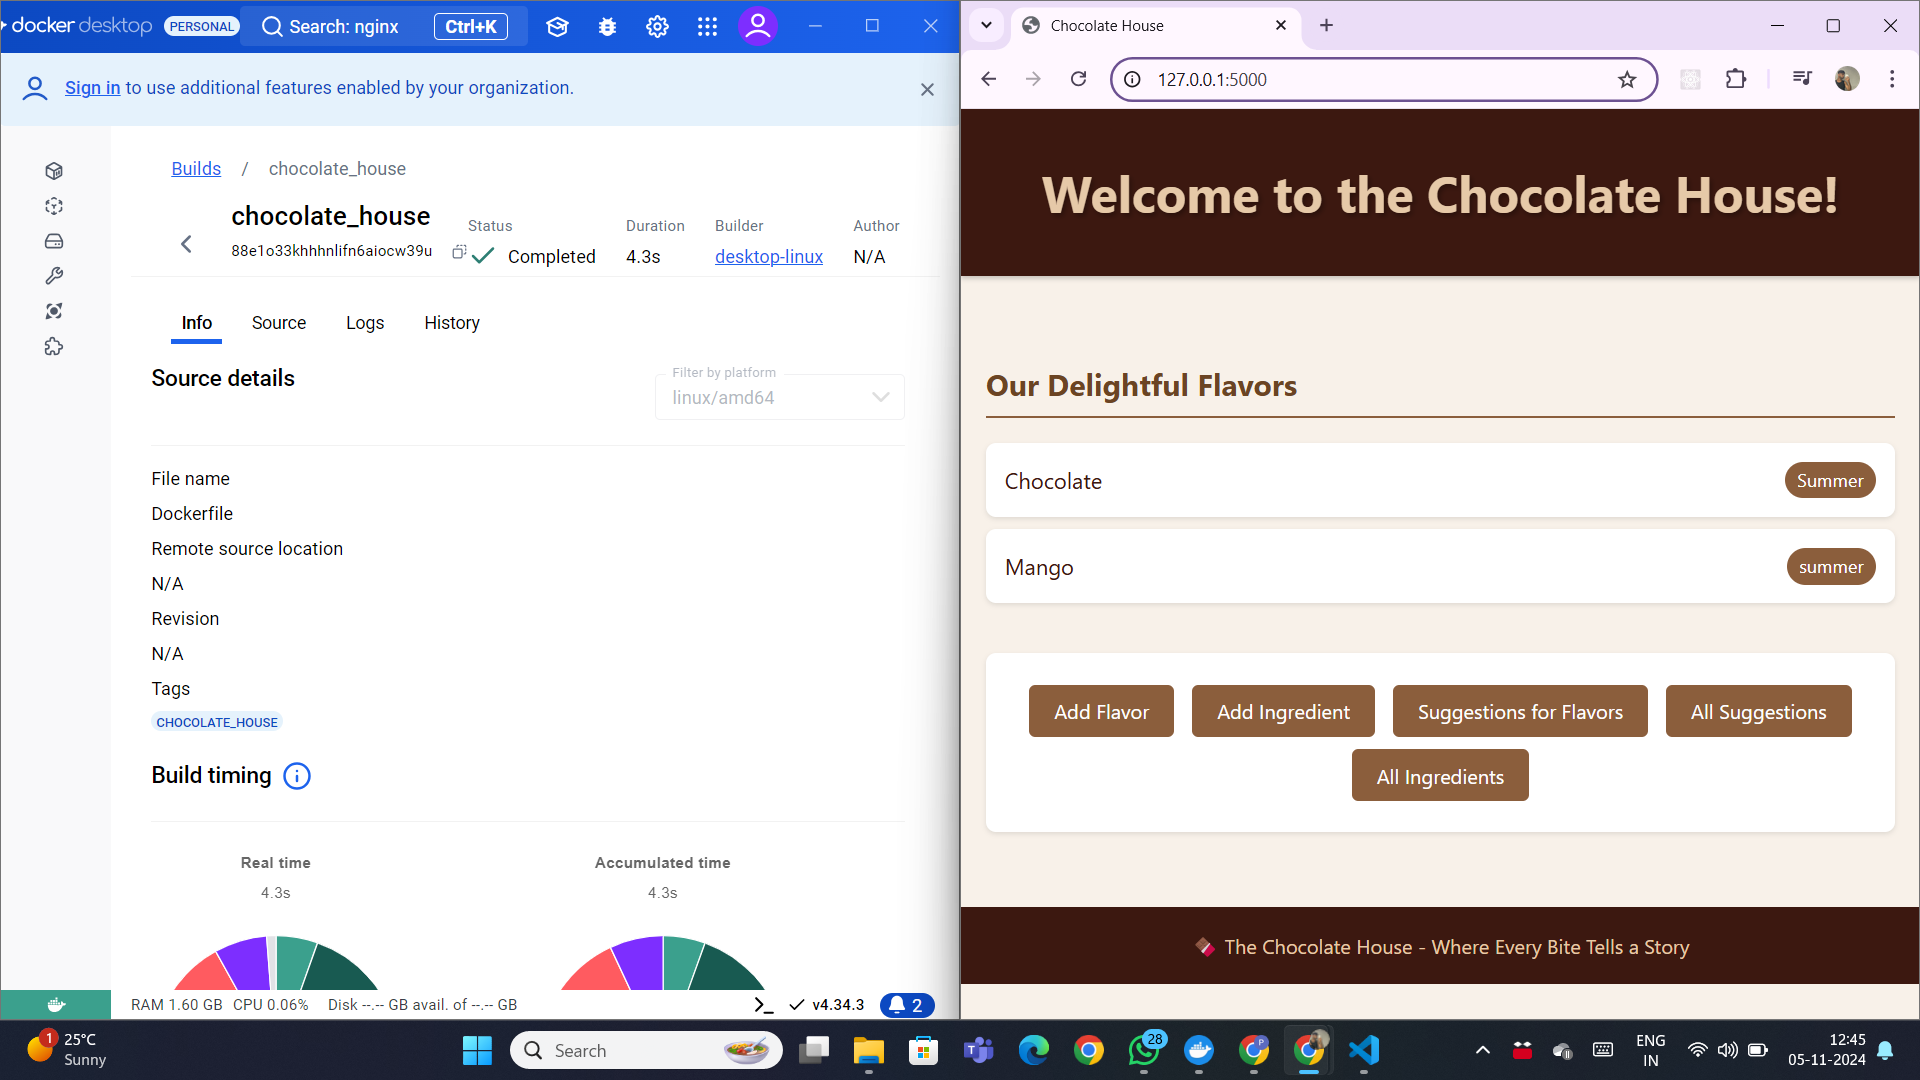 docker desktop PERSONAL Search: nginx Ctrl+K
Sign in to use additional features enabled by your organization.
Builds / chocolate_house
chocolate_house
88e1o33khhhnlifn6aiocw39u
Status Duration Builder Author
Completed 4.3s desktop-linux N/A
Info Source Logs History
Source details
Filter by platform
linux/amd64
File name
Dockerfile
Remote source location
N/A
Revision
N/A
Tags
CHOCOLATE_HOUSE
Build timing
Real time Accumulated time
4.3s 4.3s
RAM 1.60 GB CPU 0.06% Disk --.-- GB avail. of --.-- GB v4.34.3 2
Chocolate House
127.0.0.1:5000
Welcome to the Chocolate House!
Our Delightful Flavors
Chocolate Summer
Mango summer
Add Flavor Add Ingredient Suggestions for Flavors All Suggestions
All Ingredients
The Chocolate House - Where Every Bite Tells a Story
1 25°C
Sunny
Search
28
P
ENG
IN
12:45
05-11-2024